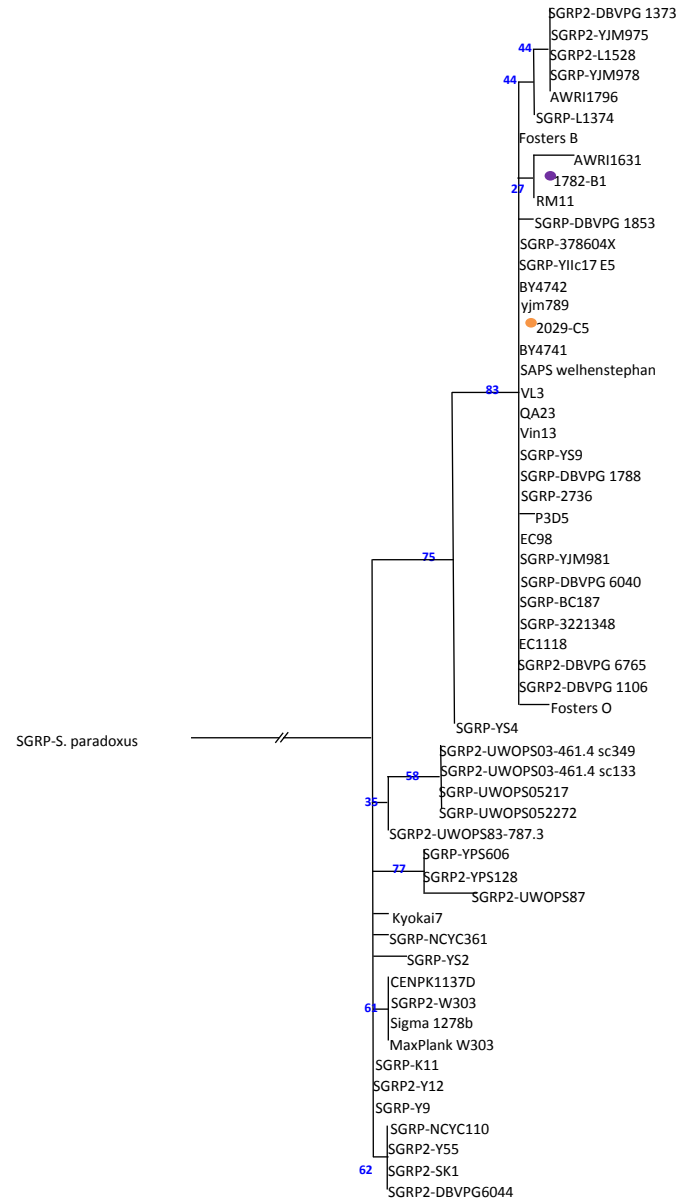 SGRP2-DBVPG 1373
SGRP2-YJM975
44
SGRP2-L1528
SGRP-YJM978
44
AWRI1796
SGRP-L1374
Fosters B
AWRI1631
1782-B1
27
RM11
SGRP-DBVPG 1853
SGRP-378604X
SGRP-YIIc17 E5
BY4742
yjm789
2029-C5
BY4741
SAPS welhenstephan
83
VL3
QA23
Vin13
SGRP-YS9
SGRP-DBVPG 1788
SGRP-2736
P3D5
EC98
75
SGRP-YJM981
SGRP-DBVPG 6040
SGRP-BC187
SGRP-3221348
EC1118
SGRP2-DBVPG 6765
SGRP2-DBVPG 1106
Fosters O
SGRP-YS4
SGRP-S. paradoxus
SGRP2-UWOPS03-461.4 sc349
58
SGRP2-UWOPS03-461.4 sc133
SGRP-UWOPS05217
35
SGRP-UWOPS052272
SGRP2-UWOPS83-787.3
SGRP-YPS606
77
SGRP2-YPS128
SGRP2-UWOPS87
Kyokai7
SGRP-NCYC361
SGRP-YS2
CENPK1137D
SGRP2-W303
61
Sigma 1278b
MaxPlank W303
SGRP-K11
SGRP2-Y12
SGRP-Y9
SGRP-NCYC110
SGRP2-Y55
62
SGRP2-SK1
SGRP2-DBVPG6044